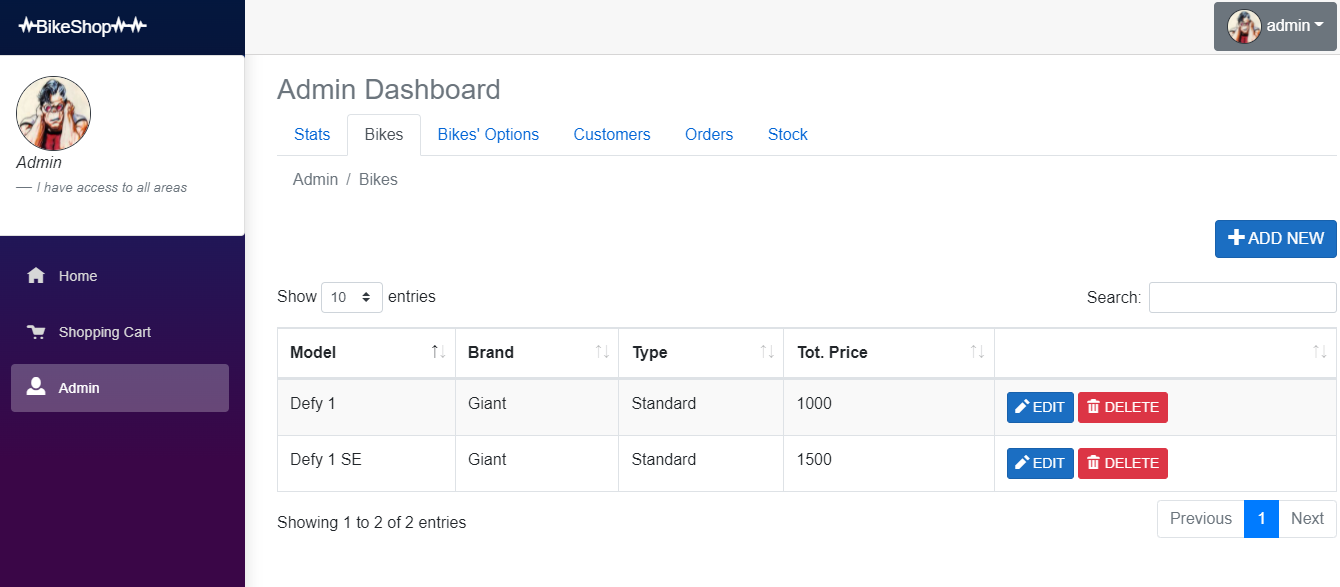 BikeShop
admin
Admin
— I have access to all areas
Home
Shopping Cart
Admin
Admin Dashboard
Stats Bikes Bikes' Options Customers Orders Stock
Admin / Bikes
ADD NEW
Show 10 entries Search:
Model Brand Type Tot. Price
Defy 1 Giant Standard 1000 EDIT DELETE
Defy 1 SE Giant Standard 1500 EDIT DELETE
Showing 1 to 2 of 2 entries
Previous 1 Next